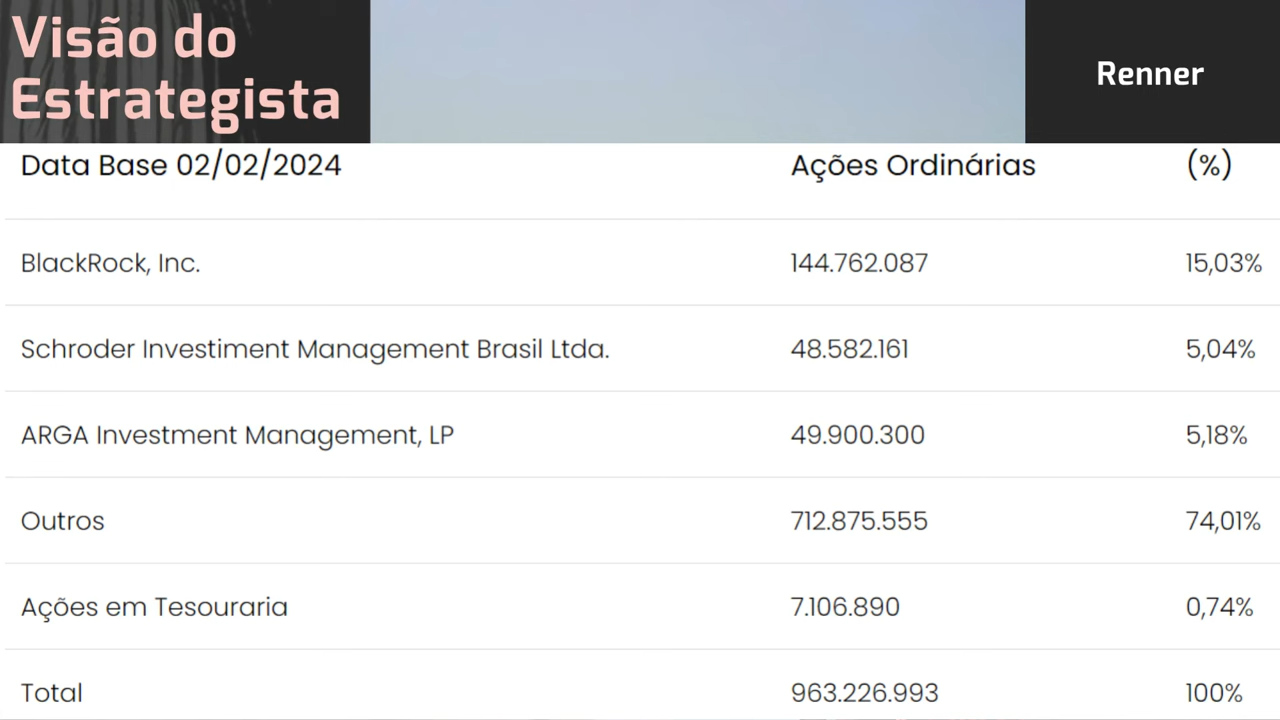 Visão do
Estrategista
Renner
Data Base 02/02/2024 Ações Ordinárias (%)
BlackRock, Inc. 144.762.087 15,03%
Schroder Investiment Management Brasil Ltda. 48.582.161 5,04%
ARGA Investment Management, LP 49.900.300 5,18%
Outros 712.875.555 74,01%
Ações em Tesouraria 7.106.890 0,74%
Total 963.226.993 100%